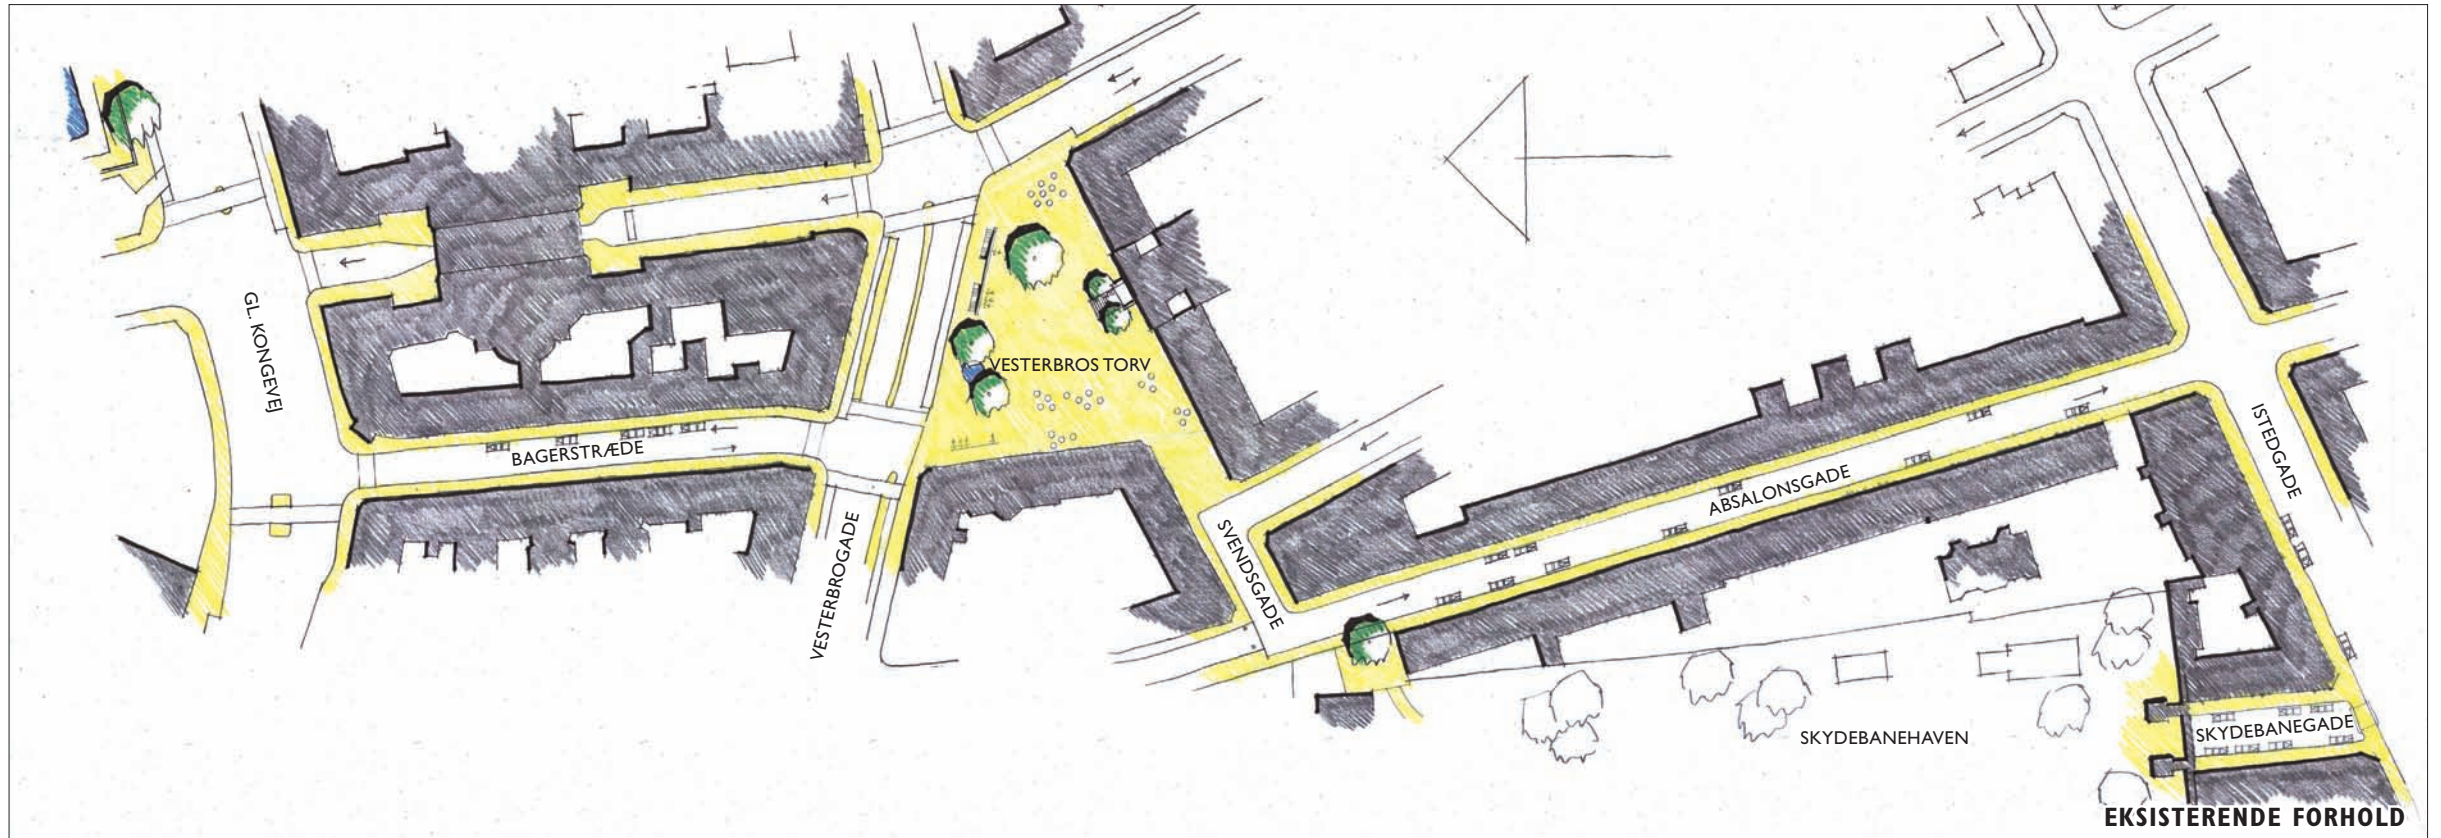 GL. KONGEVEJ
BAGERSTRÆDE
VESTERBROGADE
VESTERBROS TORV
SVENDSGADE
ABSALONSGADE
ISTEDGADE
SKYDEBANEHAVEN
SKYDEBANEGADE
EKSISTERENDE FORHOLD